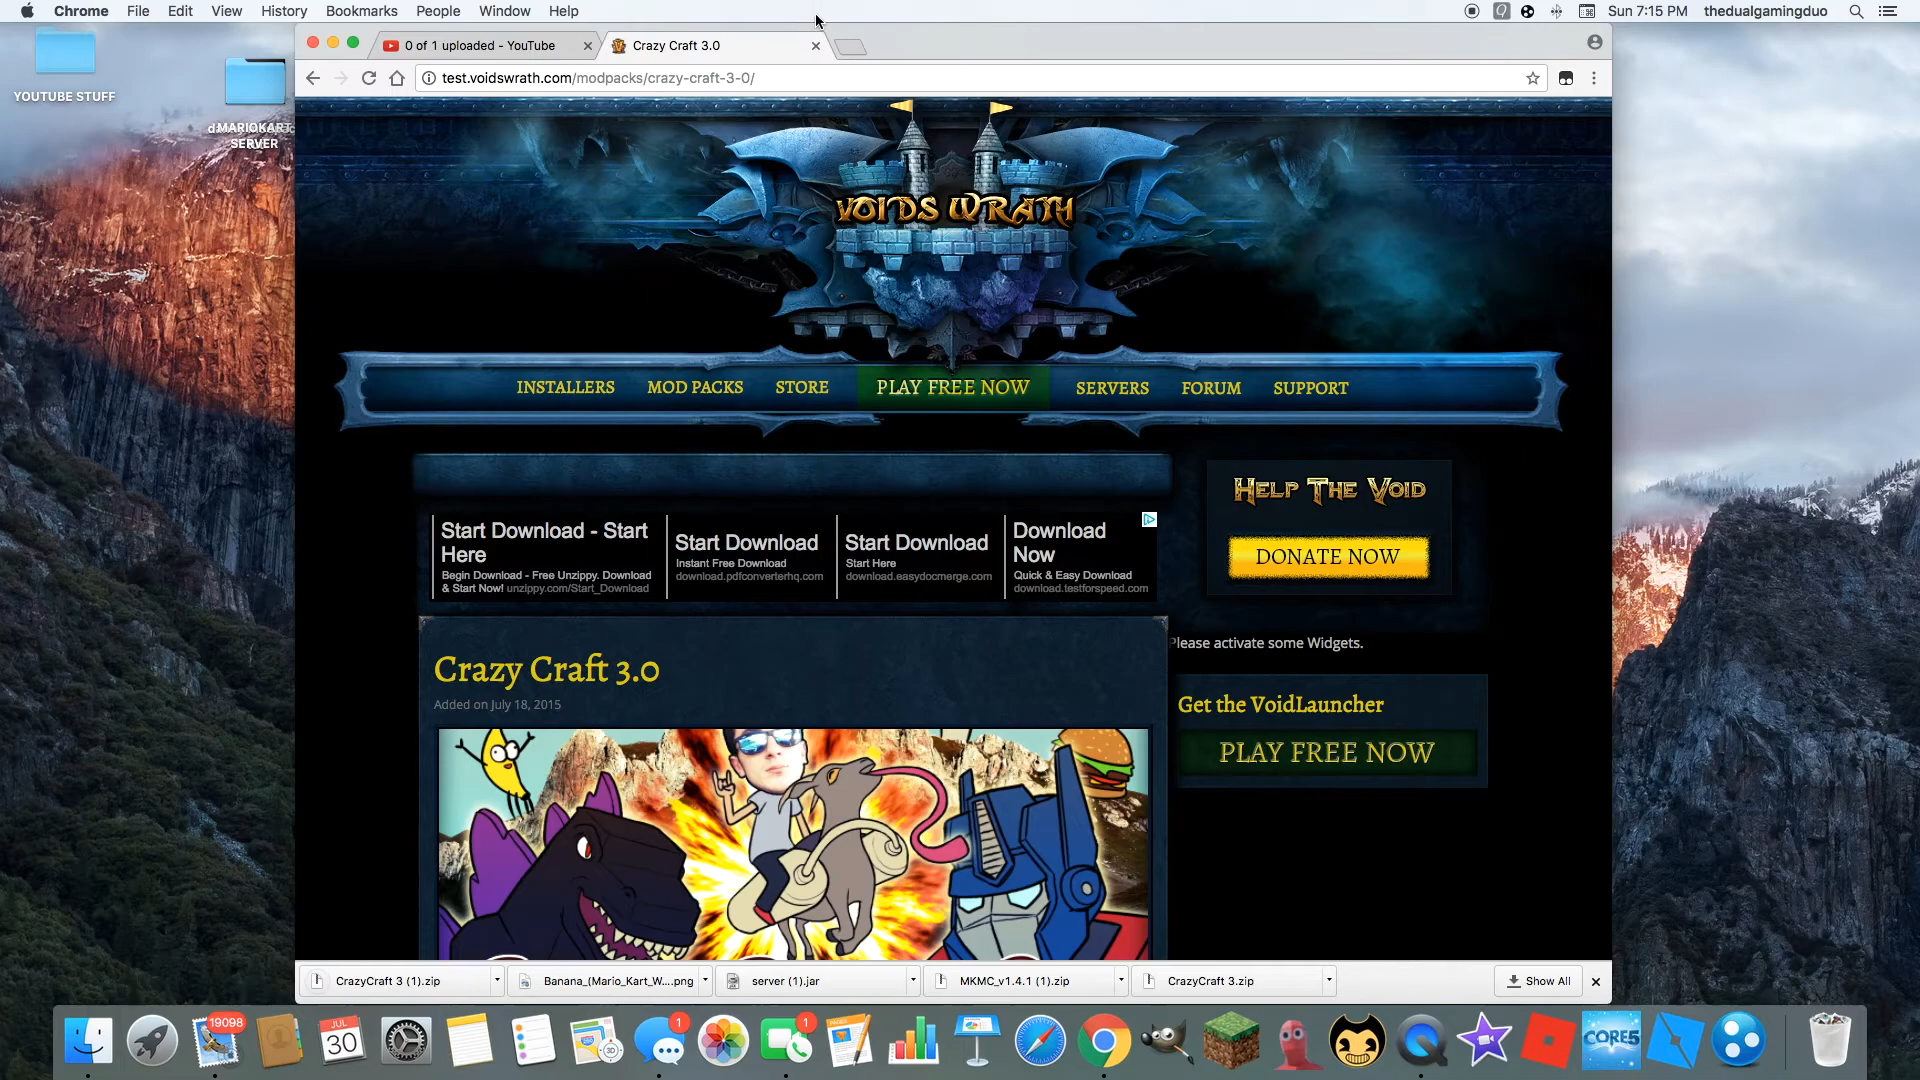 Chrome File Edit View History Bookmarks People Window Help
Sun 7:15 PM thedualgamingduo
YOUTUBE STUFF
MARIOKART
SERVER
0 of 1 uploaded - YouTube
Crazy Craft 3.0
test.voidswrath.com/modpacks/crazy-craft-3-0/
VOIDS WRATH
INSTALLERS MOD PACKS STORE PLAY FREE NOW SERVERS FORUM SUPPORT
Start Download - Start
Here
Begin Download - Free Unzippy. Download
& Start Now! unzippy.com/Start_Download
Start Download
Instant Free Download
download.pdfconverterhq.com
Start Download
Start Here
download.easydocmerge.com
Download
Now
Quick & Easy Download
download.testforspeed.com
HELP THE VOID
DONATE NOW
Please activate some Widgets.
Get the VoidLauncher
PLAY FREE NOW
Crazy Craft 3.0
Added on July 18, 2015
CrazyCraft 3 (1).zip
Banana_(Mario_Kart_W....png
server (1).jar
MKMC_v1.4.1 (1).zip
CrazyCraft 3.zip
Show All
19098
JUL
30
3D
1
1
PAGES
CORE5